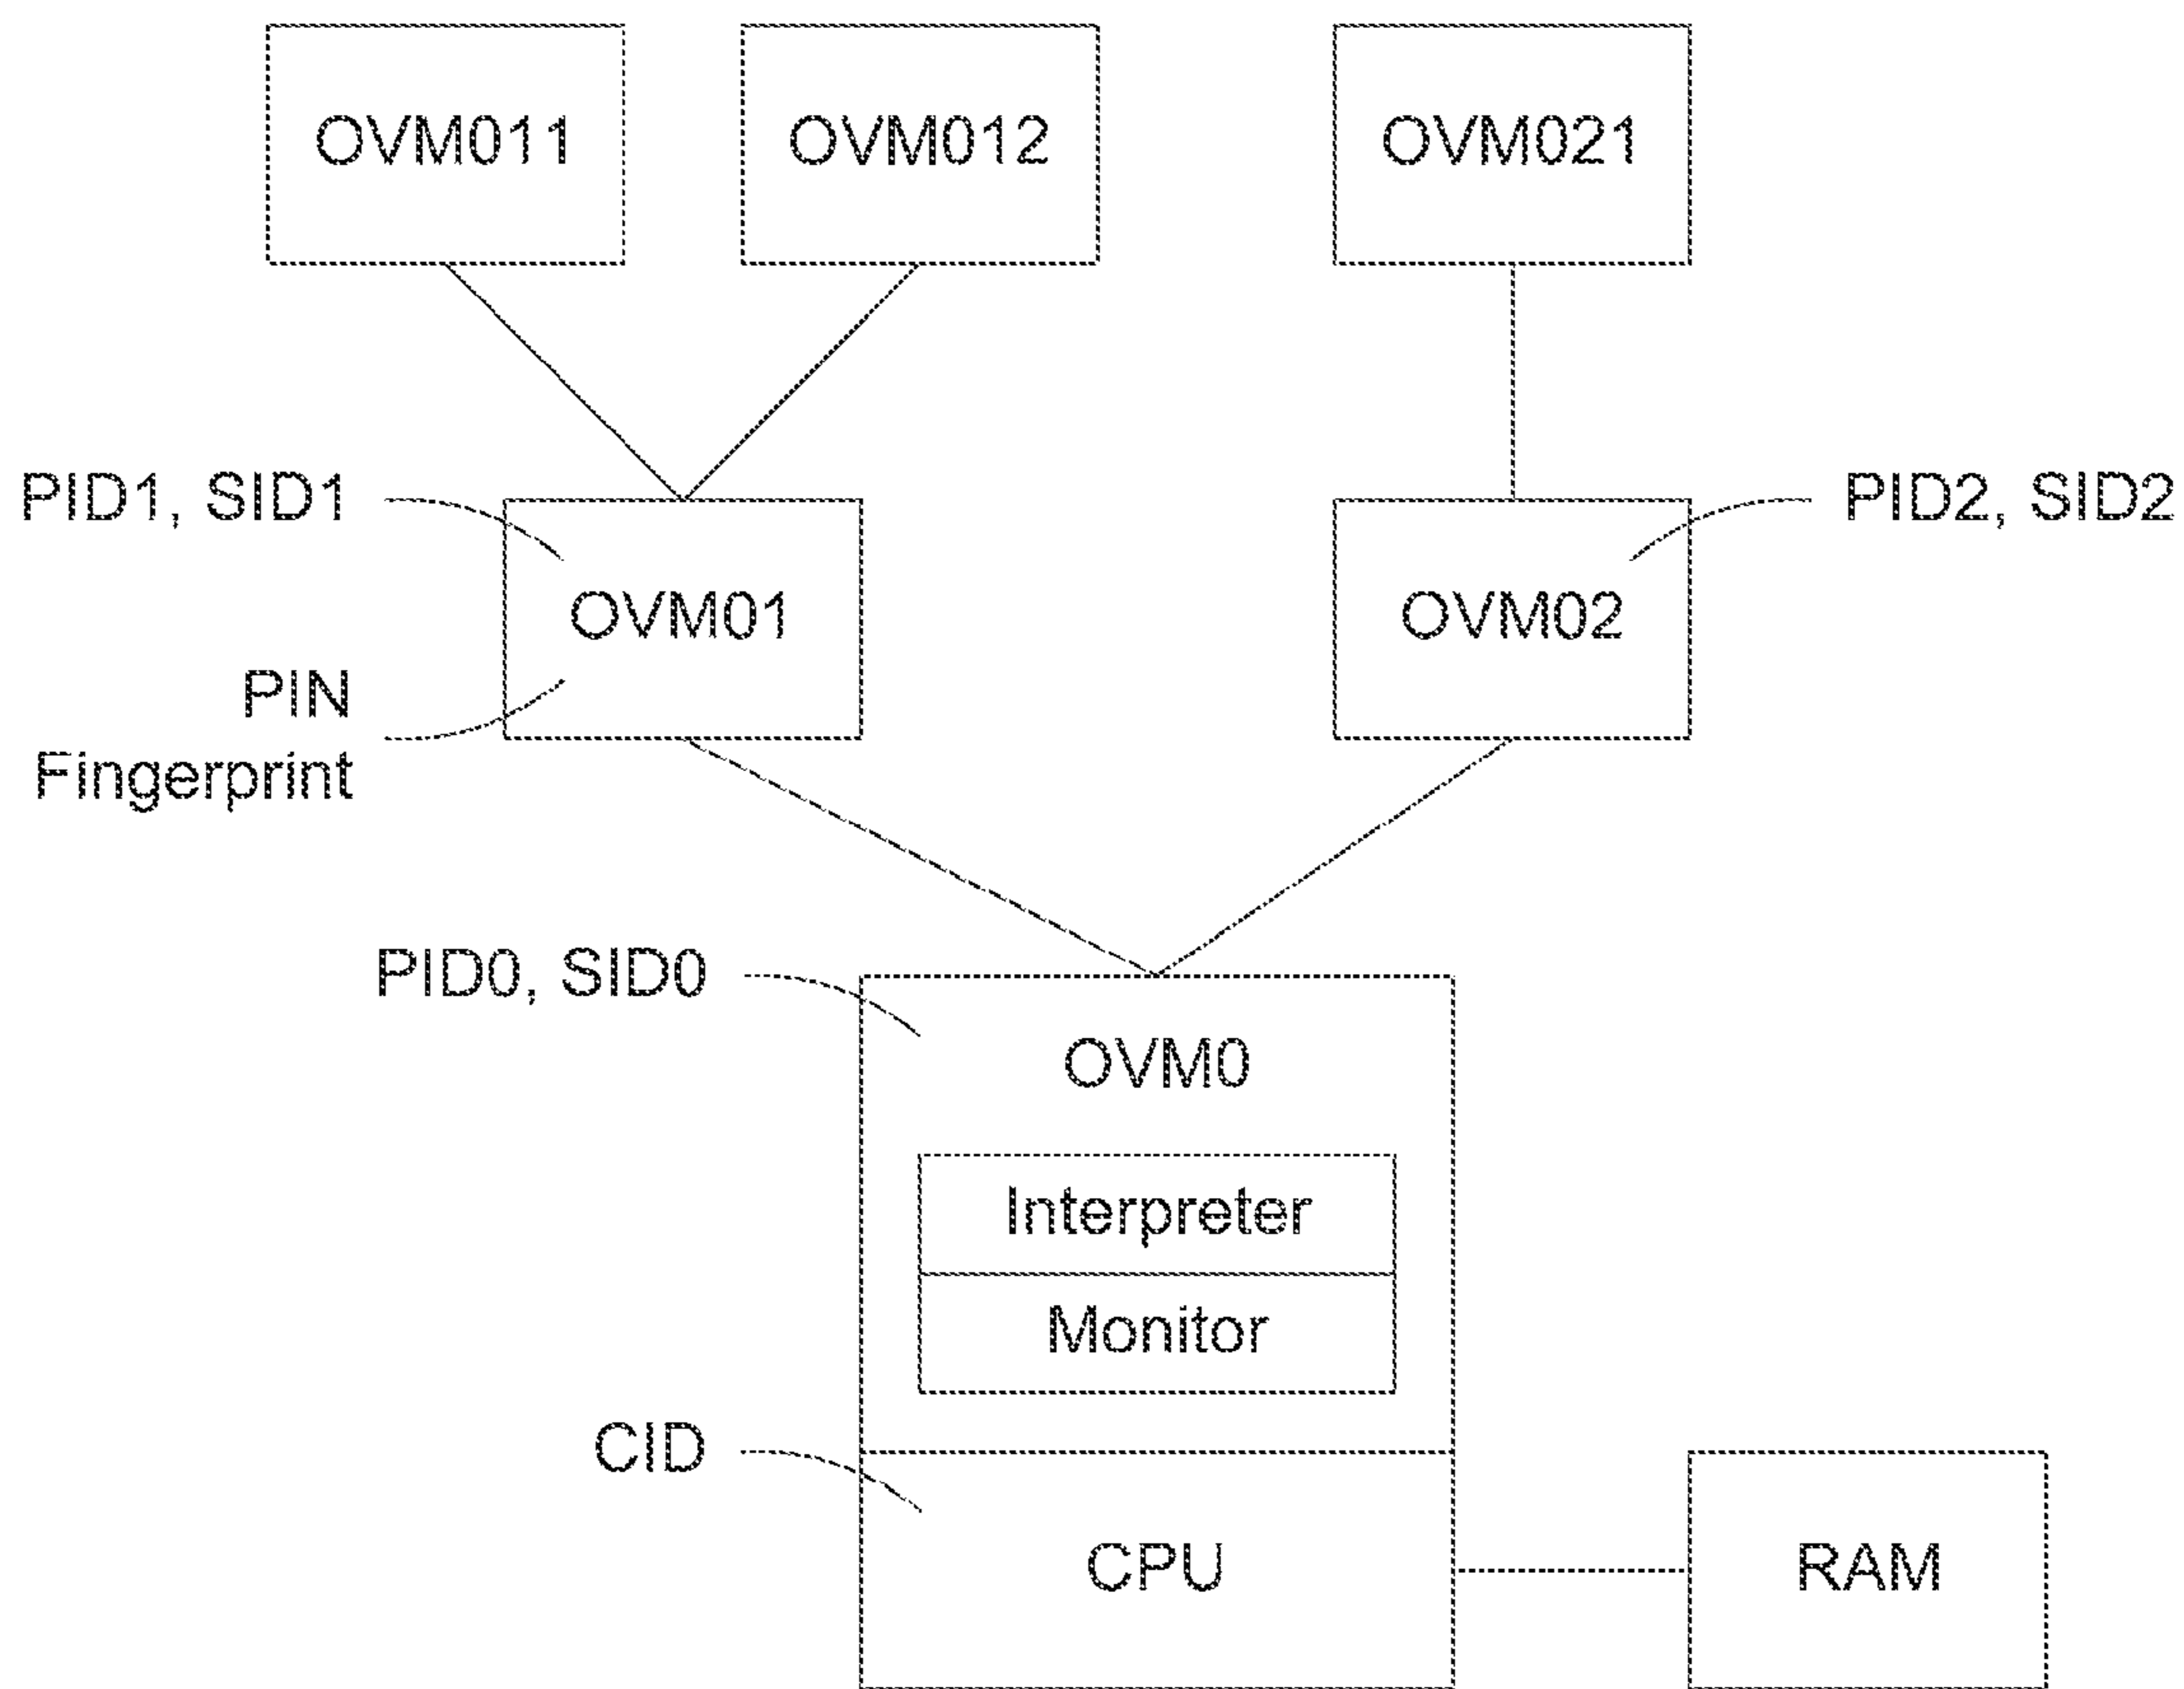 OVM011
OVM012
OVM021
PID1, SID1
PID2, SID2
OVM01
OVM02
PIN
Fingerprint
PID0, SID0
OVM0
Interpreter
Monitor
CID
CPU
RAM